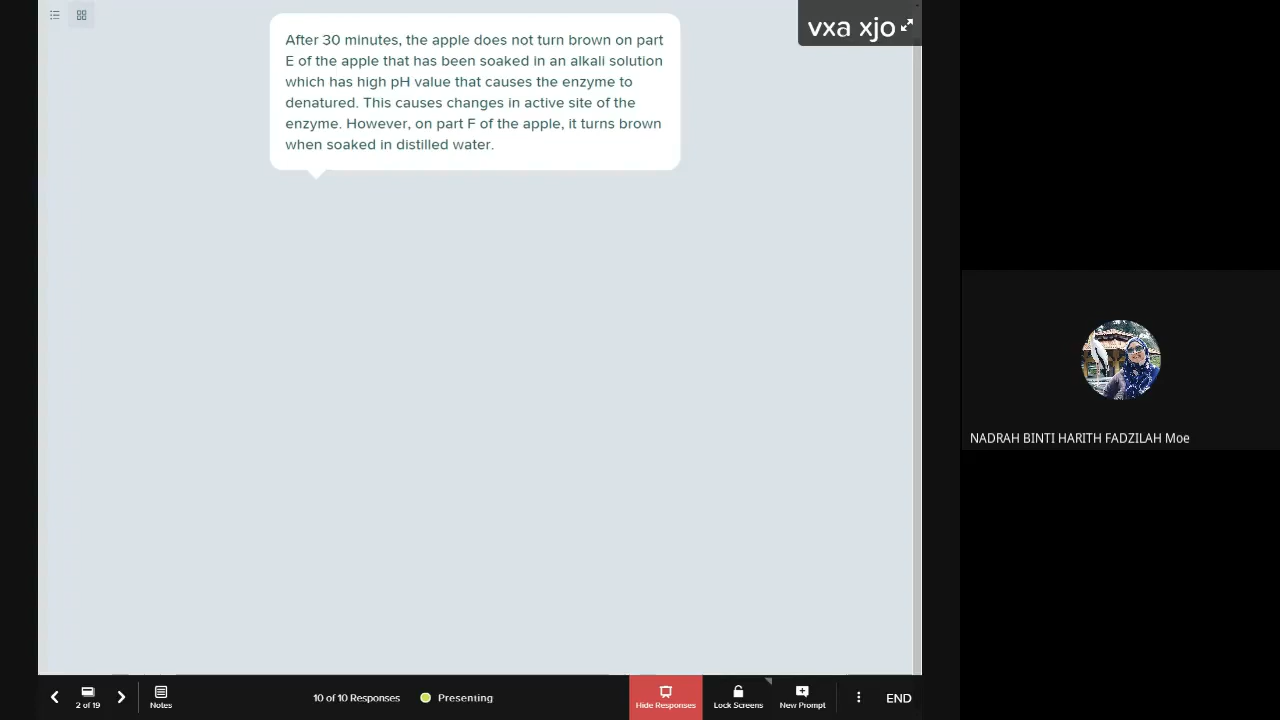 vxa xjo
After 30 minutes, the apple does not turn brown on part
E of the apple that has been soaked in an alkali solution
which has high pH value that causes the enzyme to
denatured. This causes changes in active site of the
enzyme. However, on part F of the apple, it turns brown
when soaked in distilled water.
NADRAH BINTI HARITH FADZILAH Moe
2 of 19
Notes
10 of 10 Responses
Presenting
Hide Responses
Lock Screens
New Prompt
END